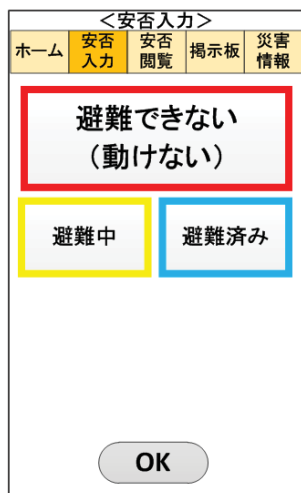 ＜安否入力＞
ホーム 安否入力 安否閲覧 掲示板 災害情報
避難できない
（動けない）
避難中 避難済み
OK